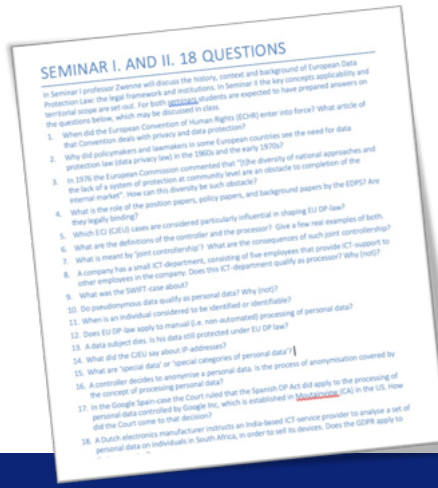 SEMINAR I. AND II. 18 QUESTIONS
In Seminar I professor Zwenne will discuss the history, context and background of European Data
Protection Law: the legal framework and institutions. In Seminar II the key concepts applicability and
territorial scope are set out. For both seminars students are expected to have prepared answers on
the questions below, which may be discussed in class.
1. When did the European Convention of Human Rights (ECHR) enter into force? What article of
that Convention deals with privacy and data protection?
2. Why did policymakers and lawmakers in some European countries see the need for data
protection law (data privacy law) in the 1960s and the early 1970s?
3. In 1976 the European Commission commented that "[t]he diversity of national approaches and
the lack of a system of protection at community level are an obstacle to completion of the
internal market". How can this diversity be such obstacle?
4. What is the role of the position papers, policy papers, and background papers by the EDPS? Are
they legally binding?
5. Which ECJ (CJEU) cases are considered particularly influential in shaping EU DP-law?
6. What are the definitions of the controller and the processor? Give a few real examples of both.
7. What is meant by 'joint controllership'? What are the consequences of such joint controllership?
8. A company has a small ICT-department, consisting of five employees that provide ICT-support to
other employees in the company. Does this ICT-department qualify as processor? Why (not)?
9. What was the SWIFT-case about?
10. Do pseudonymous data qualify as personal data? Why (not)?
11. When is an individual considered to be identified or identifiable?
12. Does EU DP-law apply to manual (i.e. non-automated) processing of personal data?
13. A data subject dies. Is his data still protected under EU DP law?
14. What did the CJEU say about IP-addresses?
15. What are 'special data' or 'special categories of personal data'?
16. A controller decides to anonymise a personal data. Is the process of anonymisation covered by
the concept of processing personal data?
17. In the Google Spain-case the Court ruled that the Spanish DP Act did apply to the processing of
personal data controlled by Google Inc, which is established in Moutainview (CA) in the US. How
did the Court come to that decision?
18. A Dutch electronics manufacturer instructs an India-based ICT-service provider to analyse a set of
personal data on individuals in South Africa, in order to sell its devices. Does the GDPR apply to